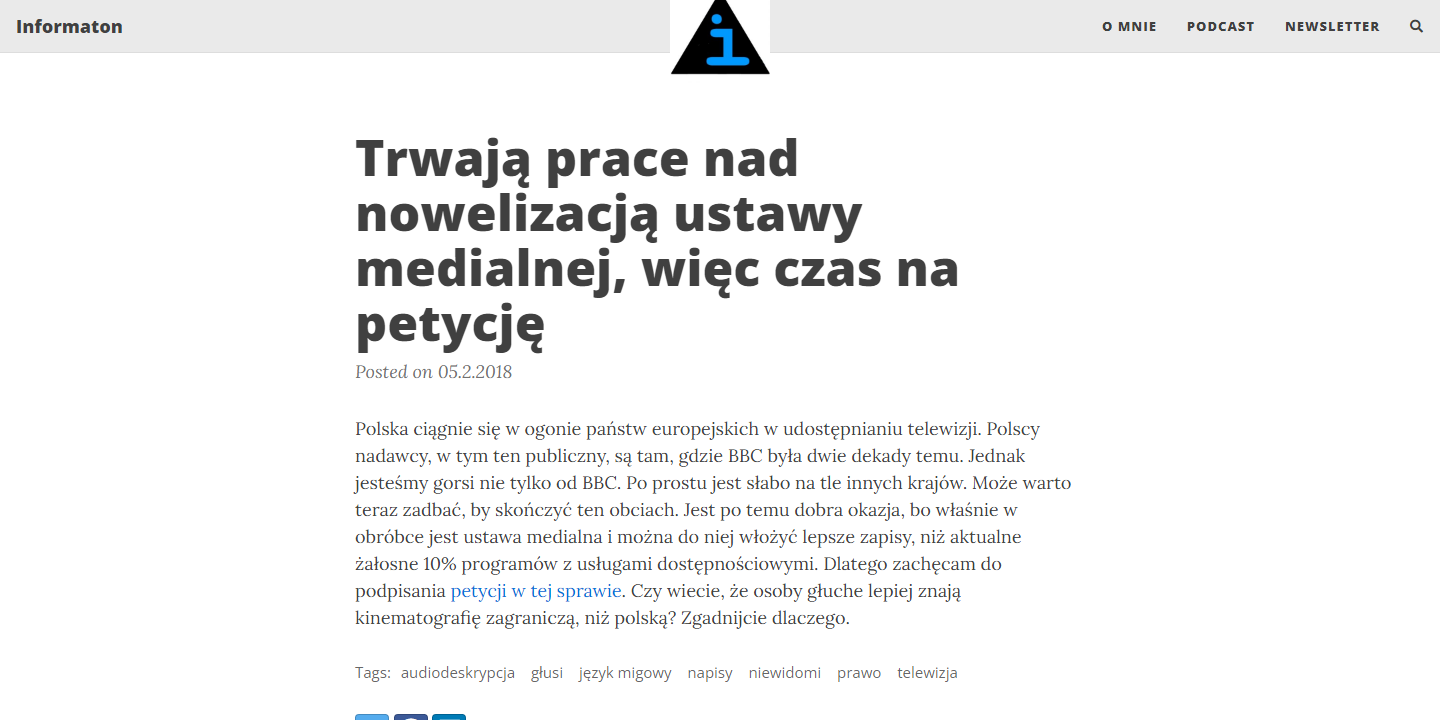 Informaton
i
O MNIE PODCAST NEWSLETTER
Trwają prace nad
nowelizacją ustawy
medialnej, więc czas na
petycję
Posted on 05.2.2018
Polska ciągnie się w ogonie państw europejskich w udostępnianiu telewizji. Polscy
nadawcy, w tym ten publiczny, są tam, gdzie BBC była dwie dekady temu. Jednak
jesteśmy gorsi nie tylko od BBC. Po prostu jest słabo na tle innych krajów. Może warto
teraz zadbać, by skończyć ten obciach. Jest po temu dobra okazja, bo właśnie w
obróbce jest ustawa medialna i można do niej włożyć lepsze zapisy, niż aktualne
żałosne 10% programów z usługami dostępnościowymi. Dlatego zachęcam do
podpisania petycji w tej sprawie. Czy wiecie, że osoby głuche lepiej znają
kinematografię zagraniczą, niż polską? Zgadnijcie dlaczego.
Tags: audiodeskrypcja głusi język migowy napisy niewidomi prawo telewizja